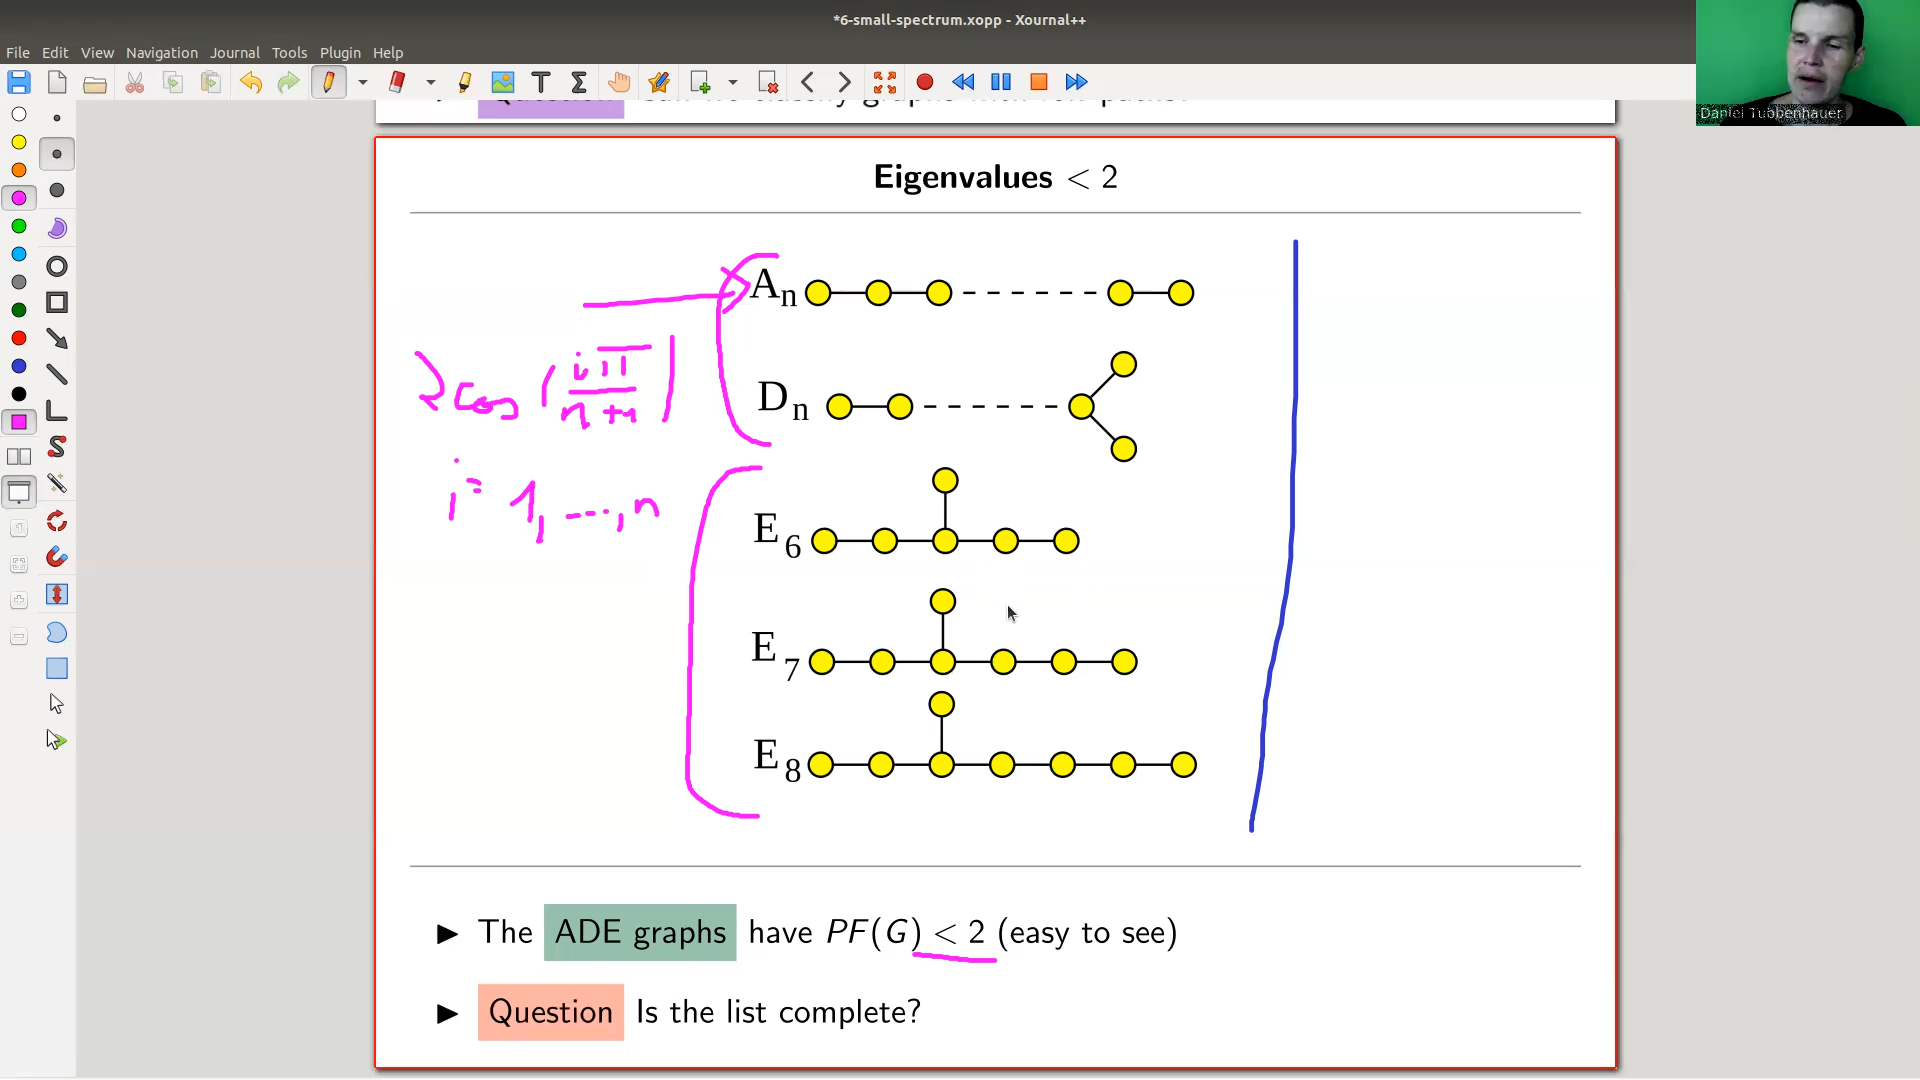 *6-small-spectrum.xopp - Xournal++
File Edit View Navigation Journal Tools Plugin Help
Daniel Tubbenhauer
Eigenvalues < 2
A_n
D_n
2cos(iπ/n+1)
i=1,...,n
E_6
E_7
E_8
► The ADE graphs have PF(G) < 2 (easy to see)
► Question Is the list complete?